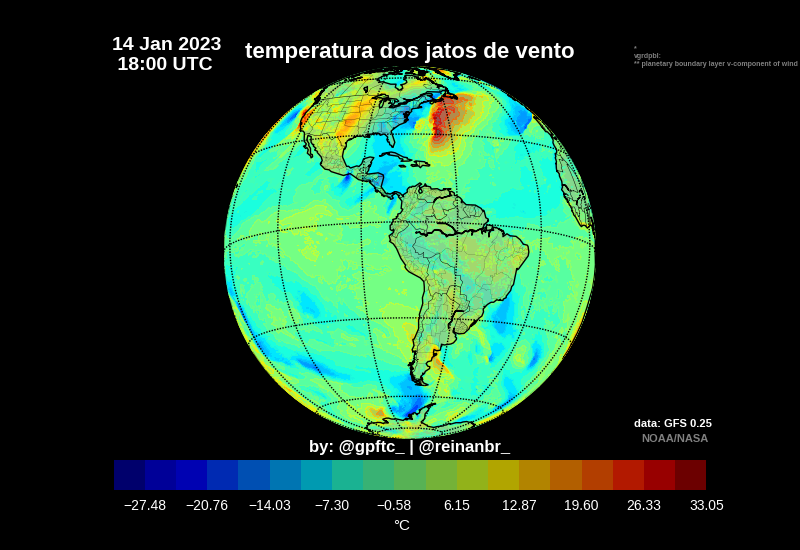 14 Jan 2023
18:00 UTC
temperatura dos jatos de vento
*
vgrdpbl:
** planetary boundary layer v-component of wind
data: GFS 0.25
NOAA/NASA
by: @gpftc_ | @reinanbr_
−27.48 −20.76 −14.03 −7.30 −0.58 6.15 12.87 19.60 26.33 33.05
°C